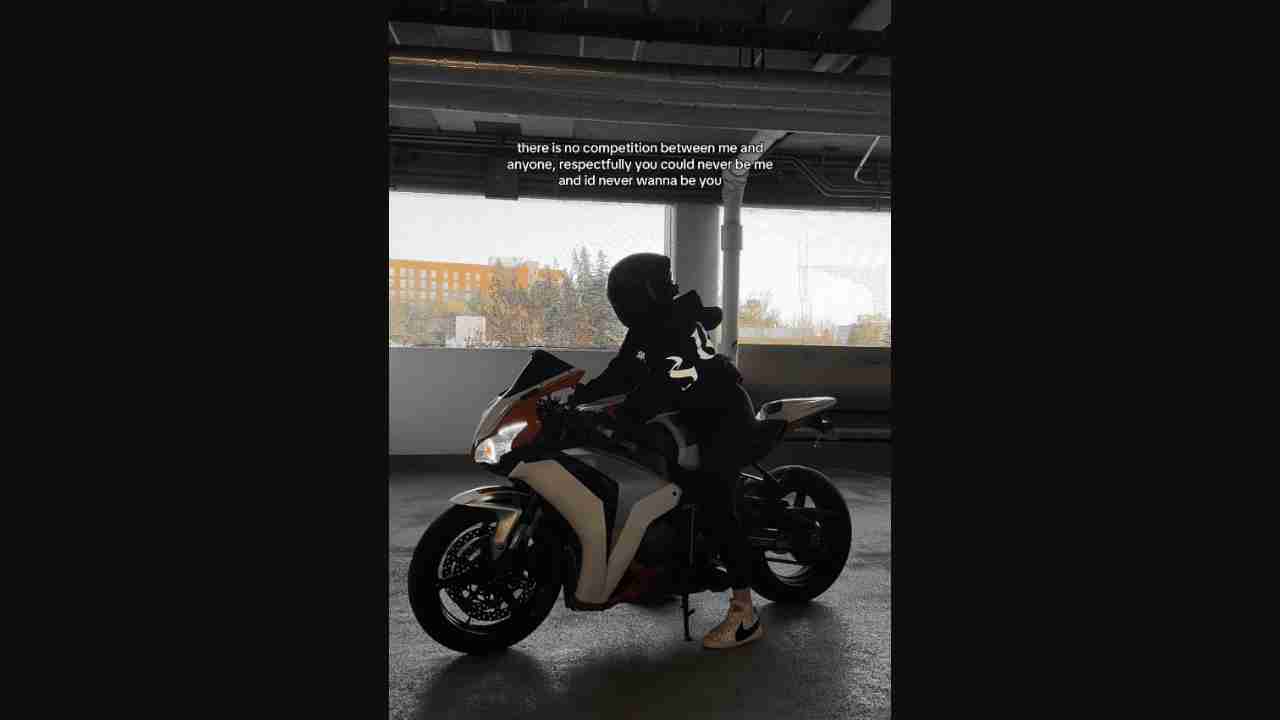 there is no competition between me and
anyone, respectfully you could never be me
and id never wanna be you